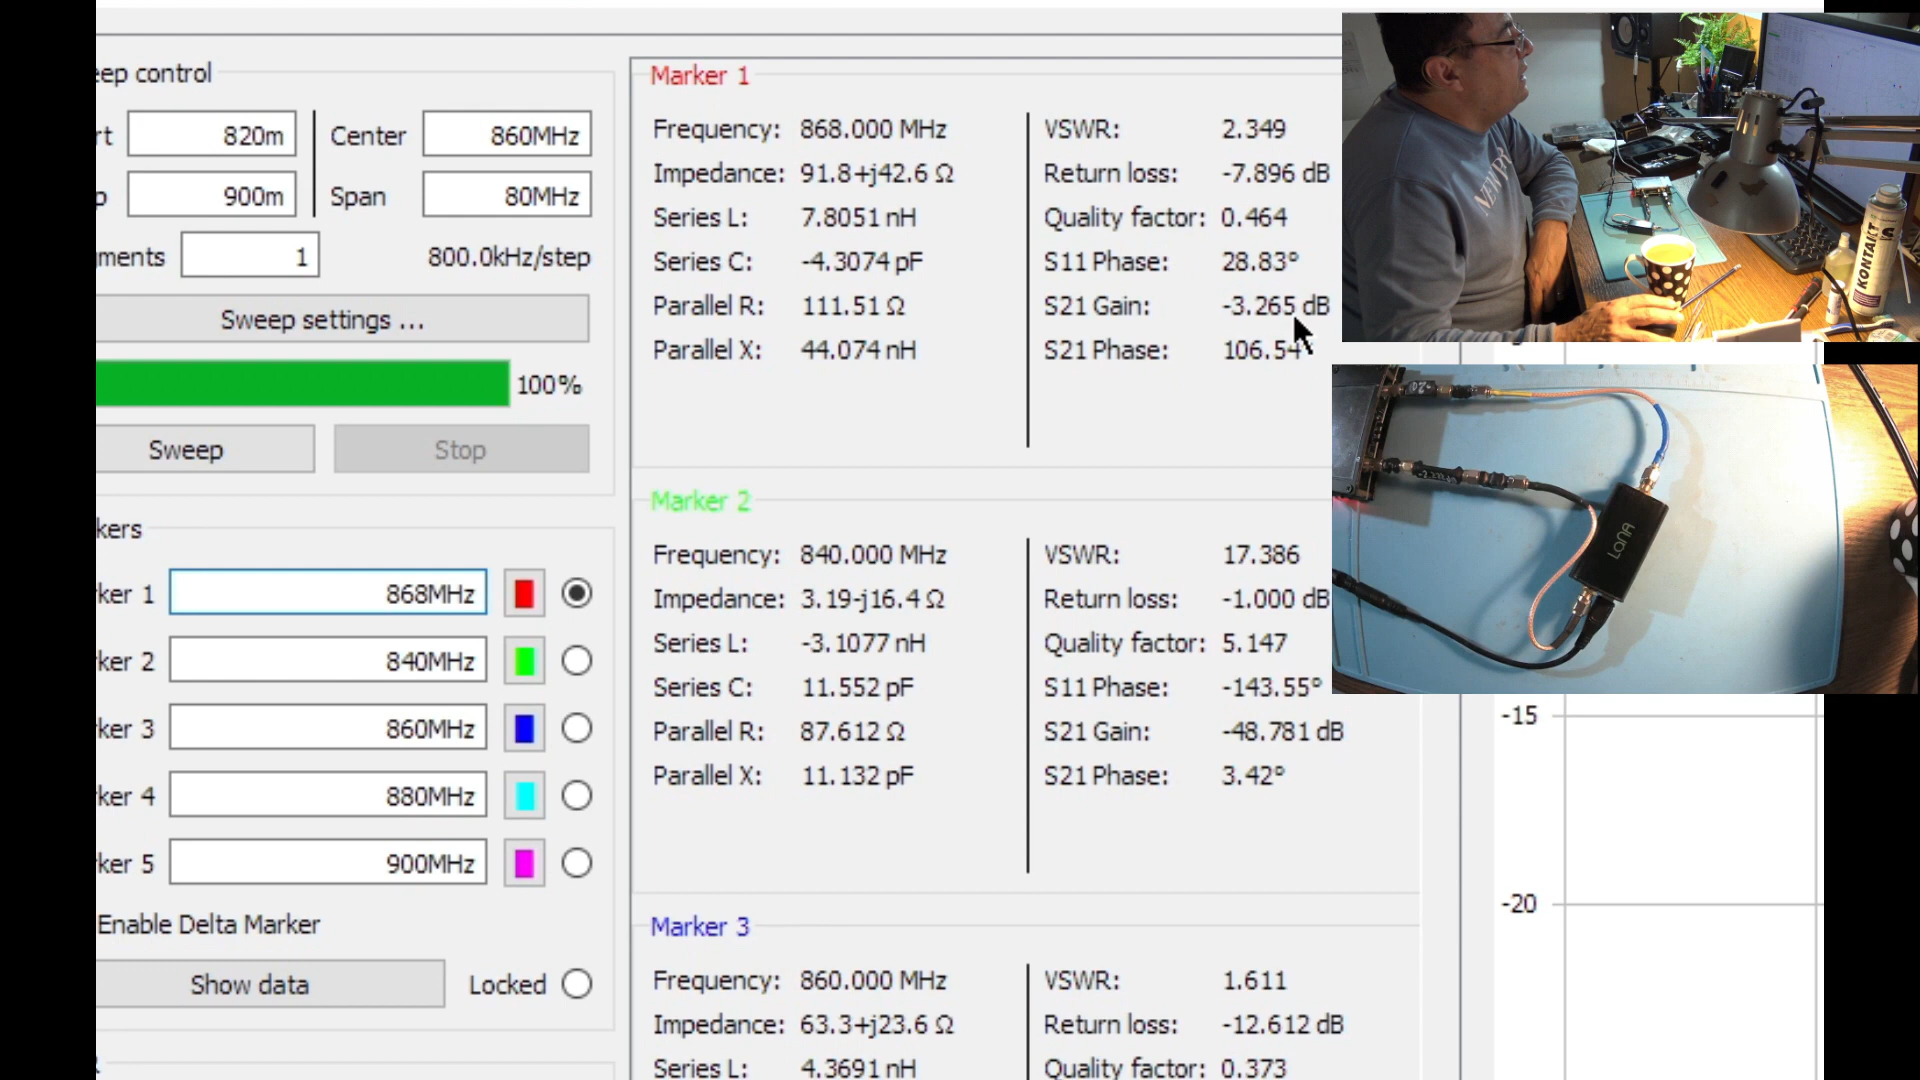 eep control
rt 820m Center 860MHz
p 900m Span 80MHz
ments 1 800.0kHz/step
Sweep settings ...
100%
Sweep Stop
kers
ker 1 868MHz
ker 2 840MHz
ker 3 860MHz
ker 4 880MHz
ker 5 900MHz
Enable Delta Marker
Show data Locked
Marker 1
Frequency: 868.000 MHz
Impedance: 91.8+j42.6 Ω
Series L: 7.8051 nH
Series C: -4.3074 pF
Parallel R: 111.51 Ω
Parallel X: 44.074 nH
VSWR: 2.349
Return loss: -7.896 dB
Quality factor: 0.464
S11 Phase: 28.83°
S21 Gain: -3.265 dB
S21 Phase: 106.54
Marker 2
Frequency: 840.000 MHz
Impedance: 3.19-j16.4 Ω
Series L: -3.1077 nH
Series C: 11.552 pF
Parallel R: 87.612 Ω
Parallel X: 11.132 pF
VSWR: 17.386
Return loss: -1.000 dB
Quality factor: 5.147
S11 Phase: -143.55°
S21 Gain: -48.781 dB
S21 Phase: 3.42°
Marker 3
Frequency: 860.000 MHz
Impedance: 63.3+j23.6 Ω
Series L: 4.3691 nH
VSWR: 1.611
Return loss: -12.612 dB
Quality factor: 0.373
KONTAKT
LANA
-15
-20